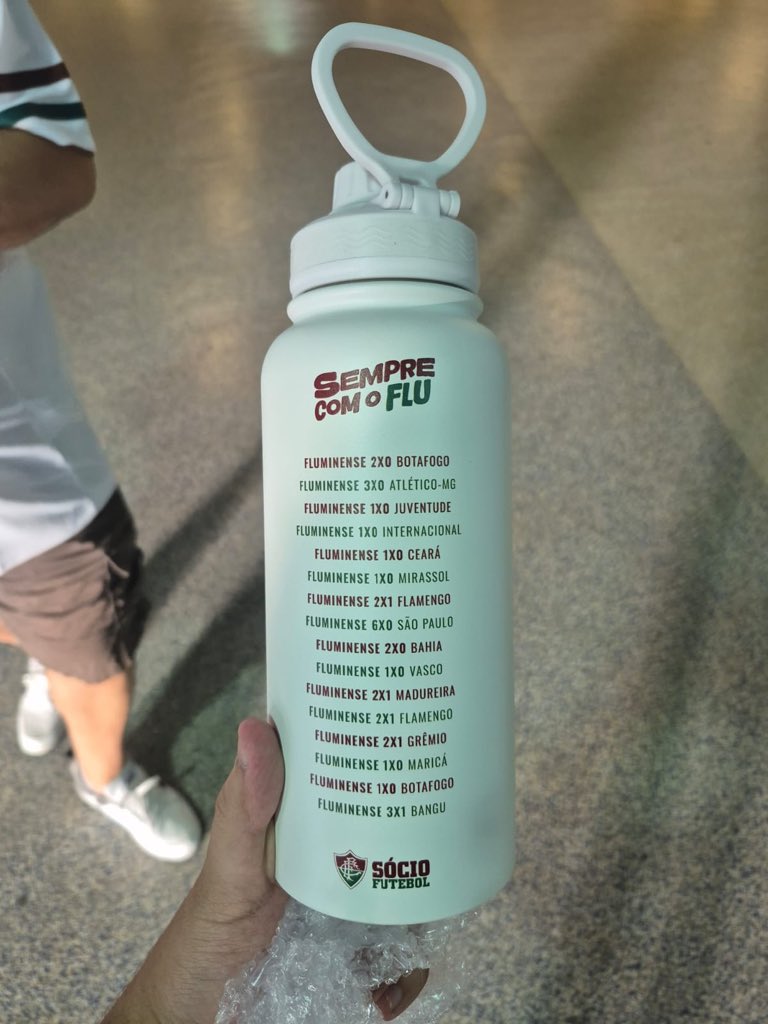 SEMPRE
COM O FLU
FLUMINENSE 2X0 BOTAFOGO
FLUMINENSE 3X0 ATLÉTICO-MG
FLUMINENSE 1X0 JUVENTUDE
FLUMINENSE 1X0 INTERNACIONAL
FLUMINENSE 1X0 CEARÁ
FLUMINENSE 1X0 MIRASSOL
FLUMINENSE 2X1 FLAMENGO
FLUMINENSE 6X0 SÃO PAULO
FLUMINENSE 2X0 BAHIA
FLUMINENSE 1X0 VASCO
FLUMINENSE 2X1 MADUREIRA
FLUMINENSE 2X1 FLAMENGO
FLUMINENSE 2X1 GRÊMIO
FLUMINENSE 1X0 MARICÁ
FLUMINENSE 1X0 BOTAFOGO
FLUMINENSE 3X1 BANGU
SÓCIO
FUTEBOL